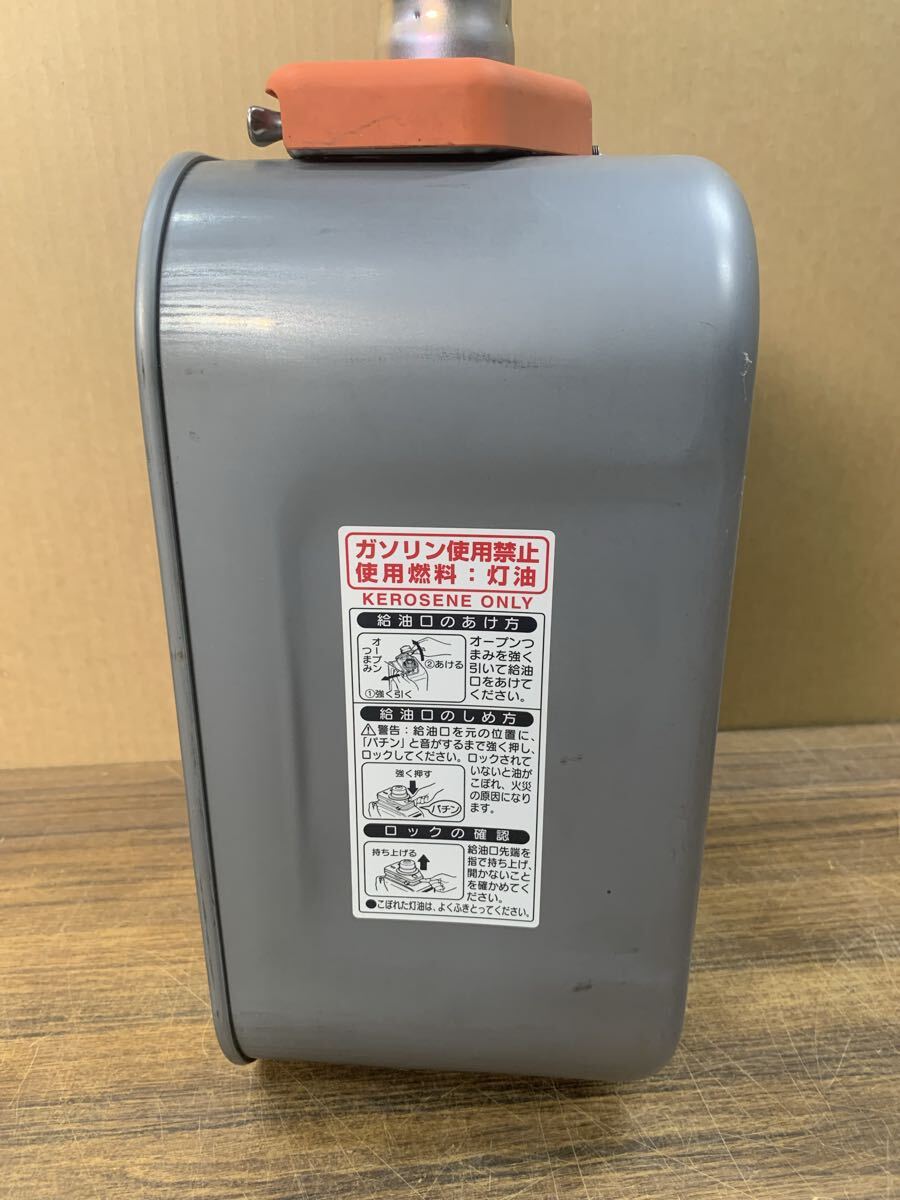 ガソリン使用禁止
使用燃料：灯油
KEROSENE ONLY
給油口のあけ方
オープン
つまみ
②あける
①強く引く
オープンつ
まみを強く
引いて給油
口をあけて
ください。
給油口のしめ方
⚠警告：給油口を元の位置に、
「パチン」と音がするまで強く押し、
ロックしてください。ロックされて
いないと油が
こぼれ、火災
の原因になり
ます。
強く押す
パチン
ロックの確認
持ち上げる
給油口先端を
指で持ち上げ、
開かないこと
を確かめてく
ださい。
●こぼれた灯油は、よくふきとってください。